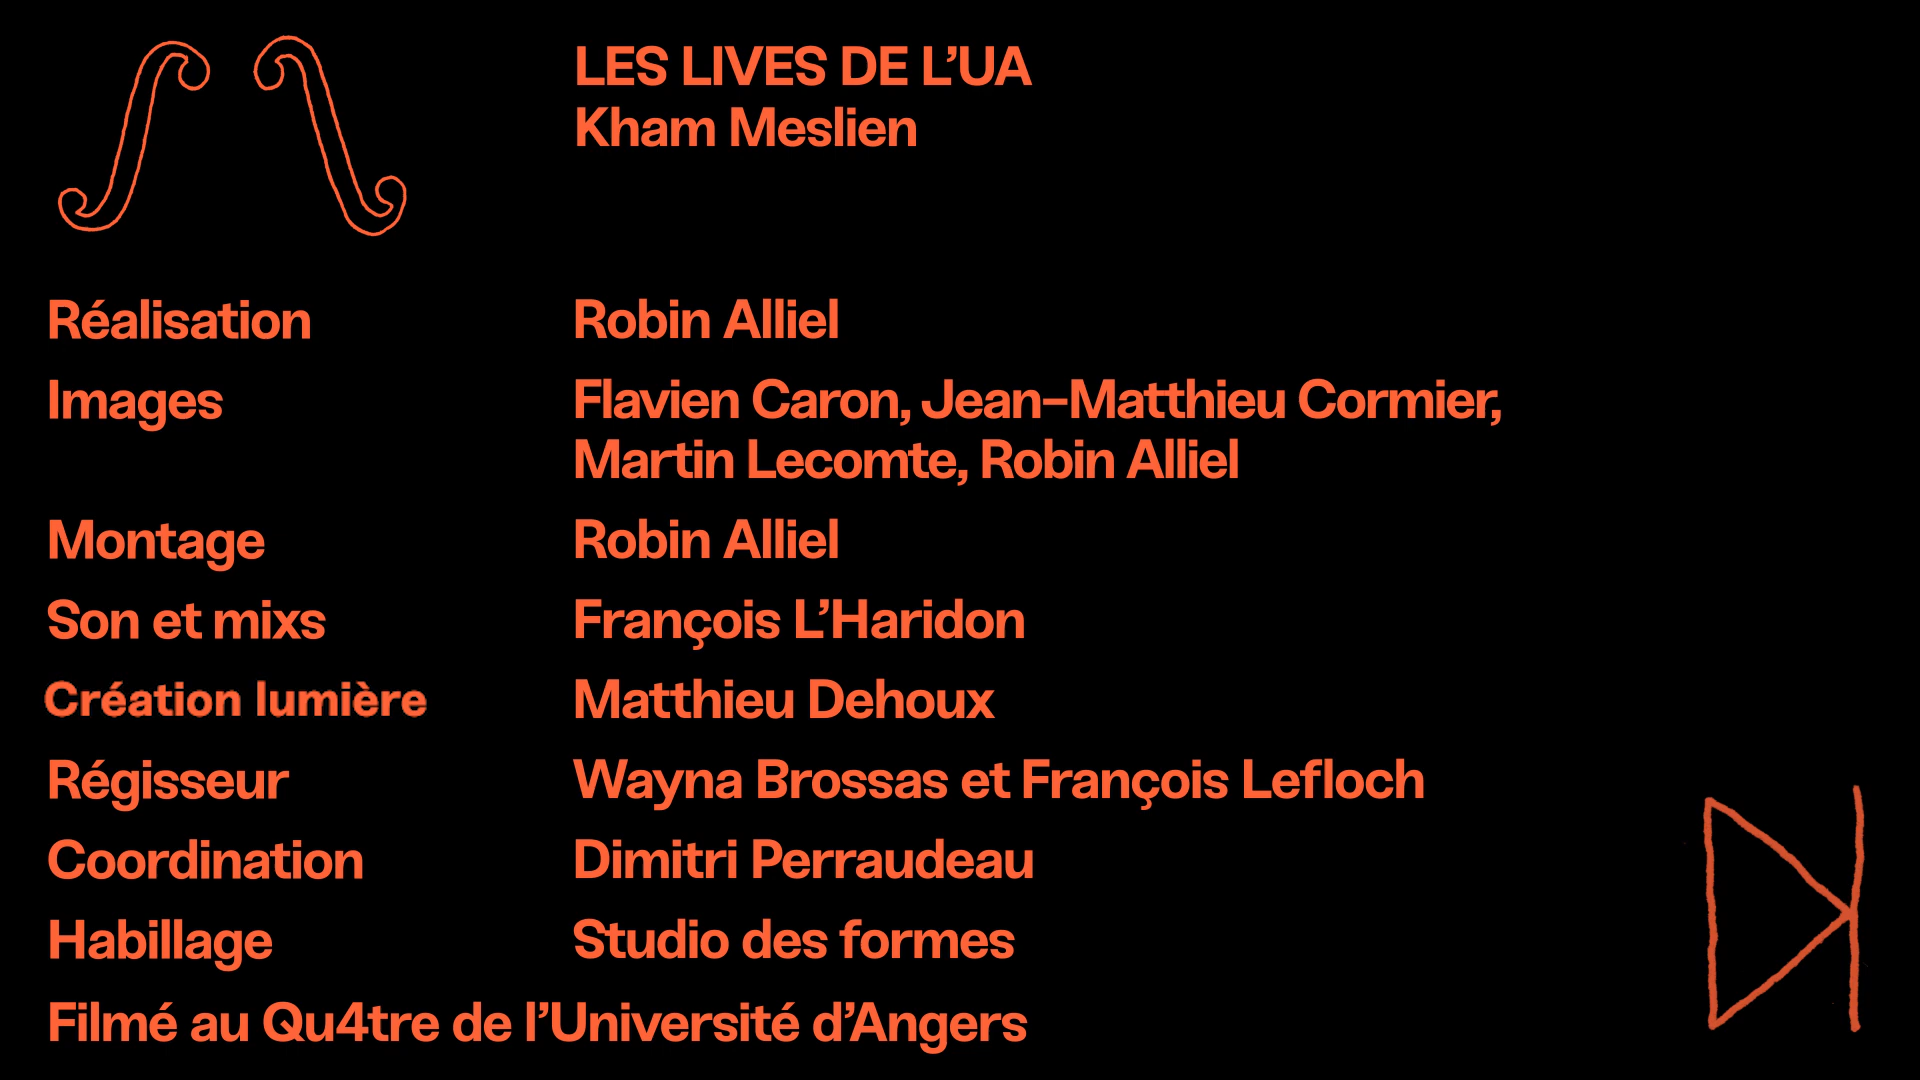 LES LIVES DE L’UA
Kham Meslien
Réalisation Robin Alliel
Images Flavien Caron, Jean–Matthieu Cormier,
Martin Lecomte, Robin Alliel
Montage Robin Alliel
Son et mixs François L’Haridon
Création lumière Matthieu Dehoux
Régisseur Wayna Brossas et François Lefloch
Coordination Dimitri Perraudeau
Habillage Studio des formes
Filmé au Qu4tre de l’Université d’Angers